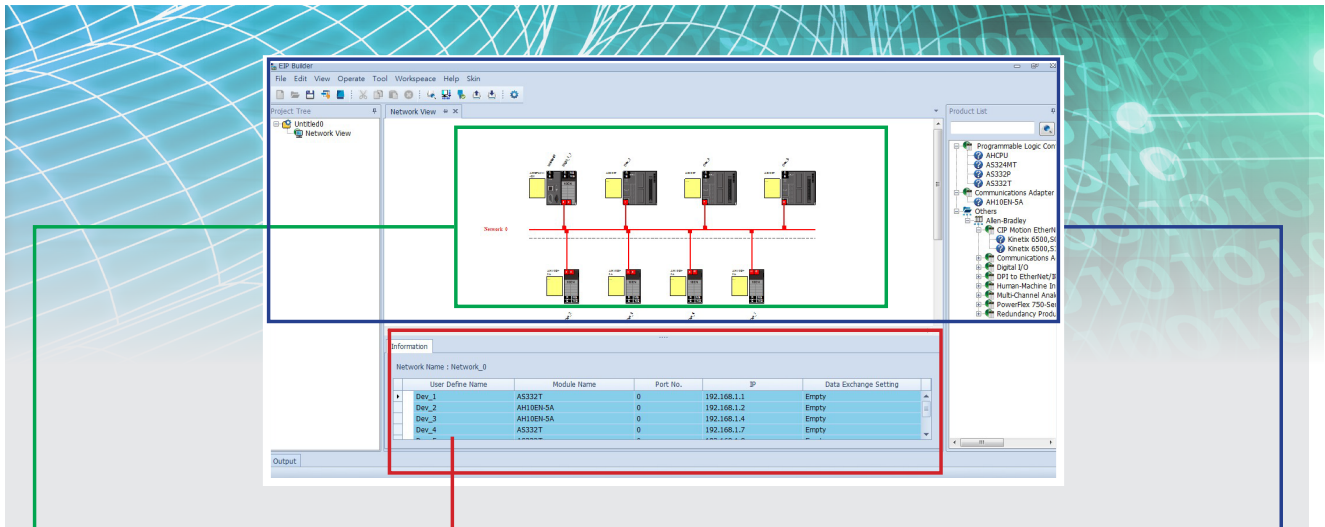 EIP Builder
File Edit View Operate Tool Workspeace Help Skin
Project Tree
Untitled0
Network View
Network View
Network 0
Product List
Programmable Logic Con
AHCPU
AS324MT
AS332P
AS332T
Communications Adapter
AH10EN-5A
Others
Allen-Bradley
CIP Motion EtherN
Kinetix 6500,S
Kinetix 6500,S
Communications A
Digital I/O
DPI to EtherNet/I
Human-Machine In
Multi-Channel Anal
PowerFlex 750-Se
Redundancy Produ
Information
Network Name : Network_0
User Define Name Module Name Port No. IP Data Exchange Setting
Dev_1 AS332T 0 192.168.1.1 Empty
Dev_2 AH10EN-5A 0 192.168.1.2 Empty
Dev_3 AH10EN-5A 0 192.168.1.4 Empty
Dev_4 AS332T 0 192.168.1.7 Empty
Output